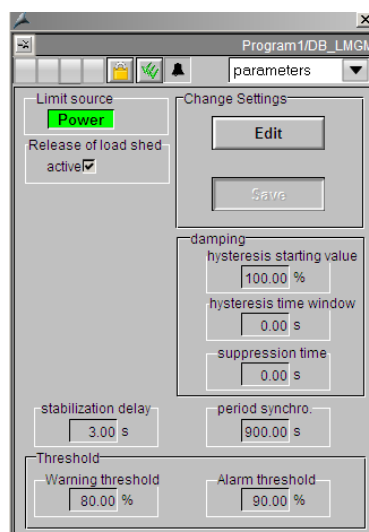 Program1/DB_LMGM
parameters
Limit source
Power
Release of load shed
active
Change Settings
Edit
Save
damping
hysteresis starting value
100.00 %
hysteresis time window
0.00 s
suppression time
0.00 s
stabilization delay
3.00 s
period synchro.
900.00 s
Threshold
Warning threshold
80.00 %
Alarm threshold
90.00 %